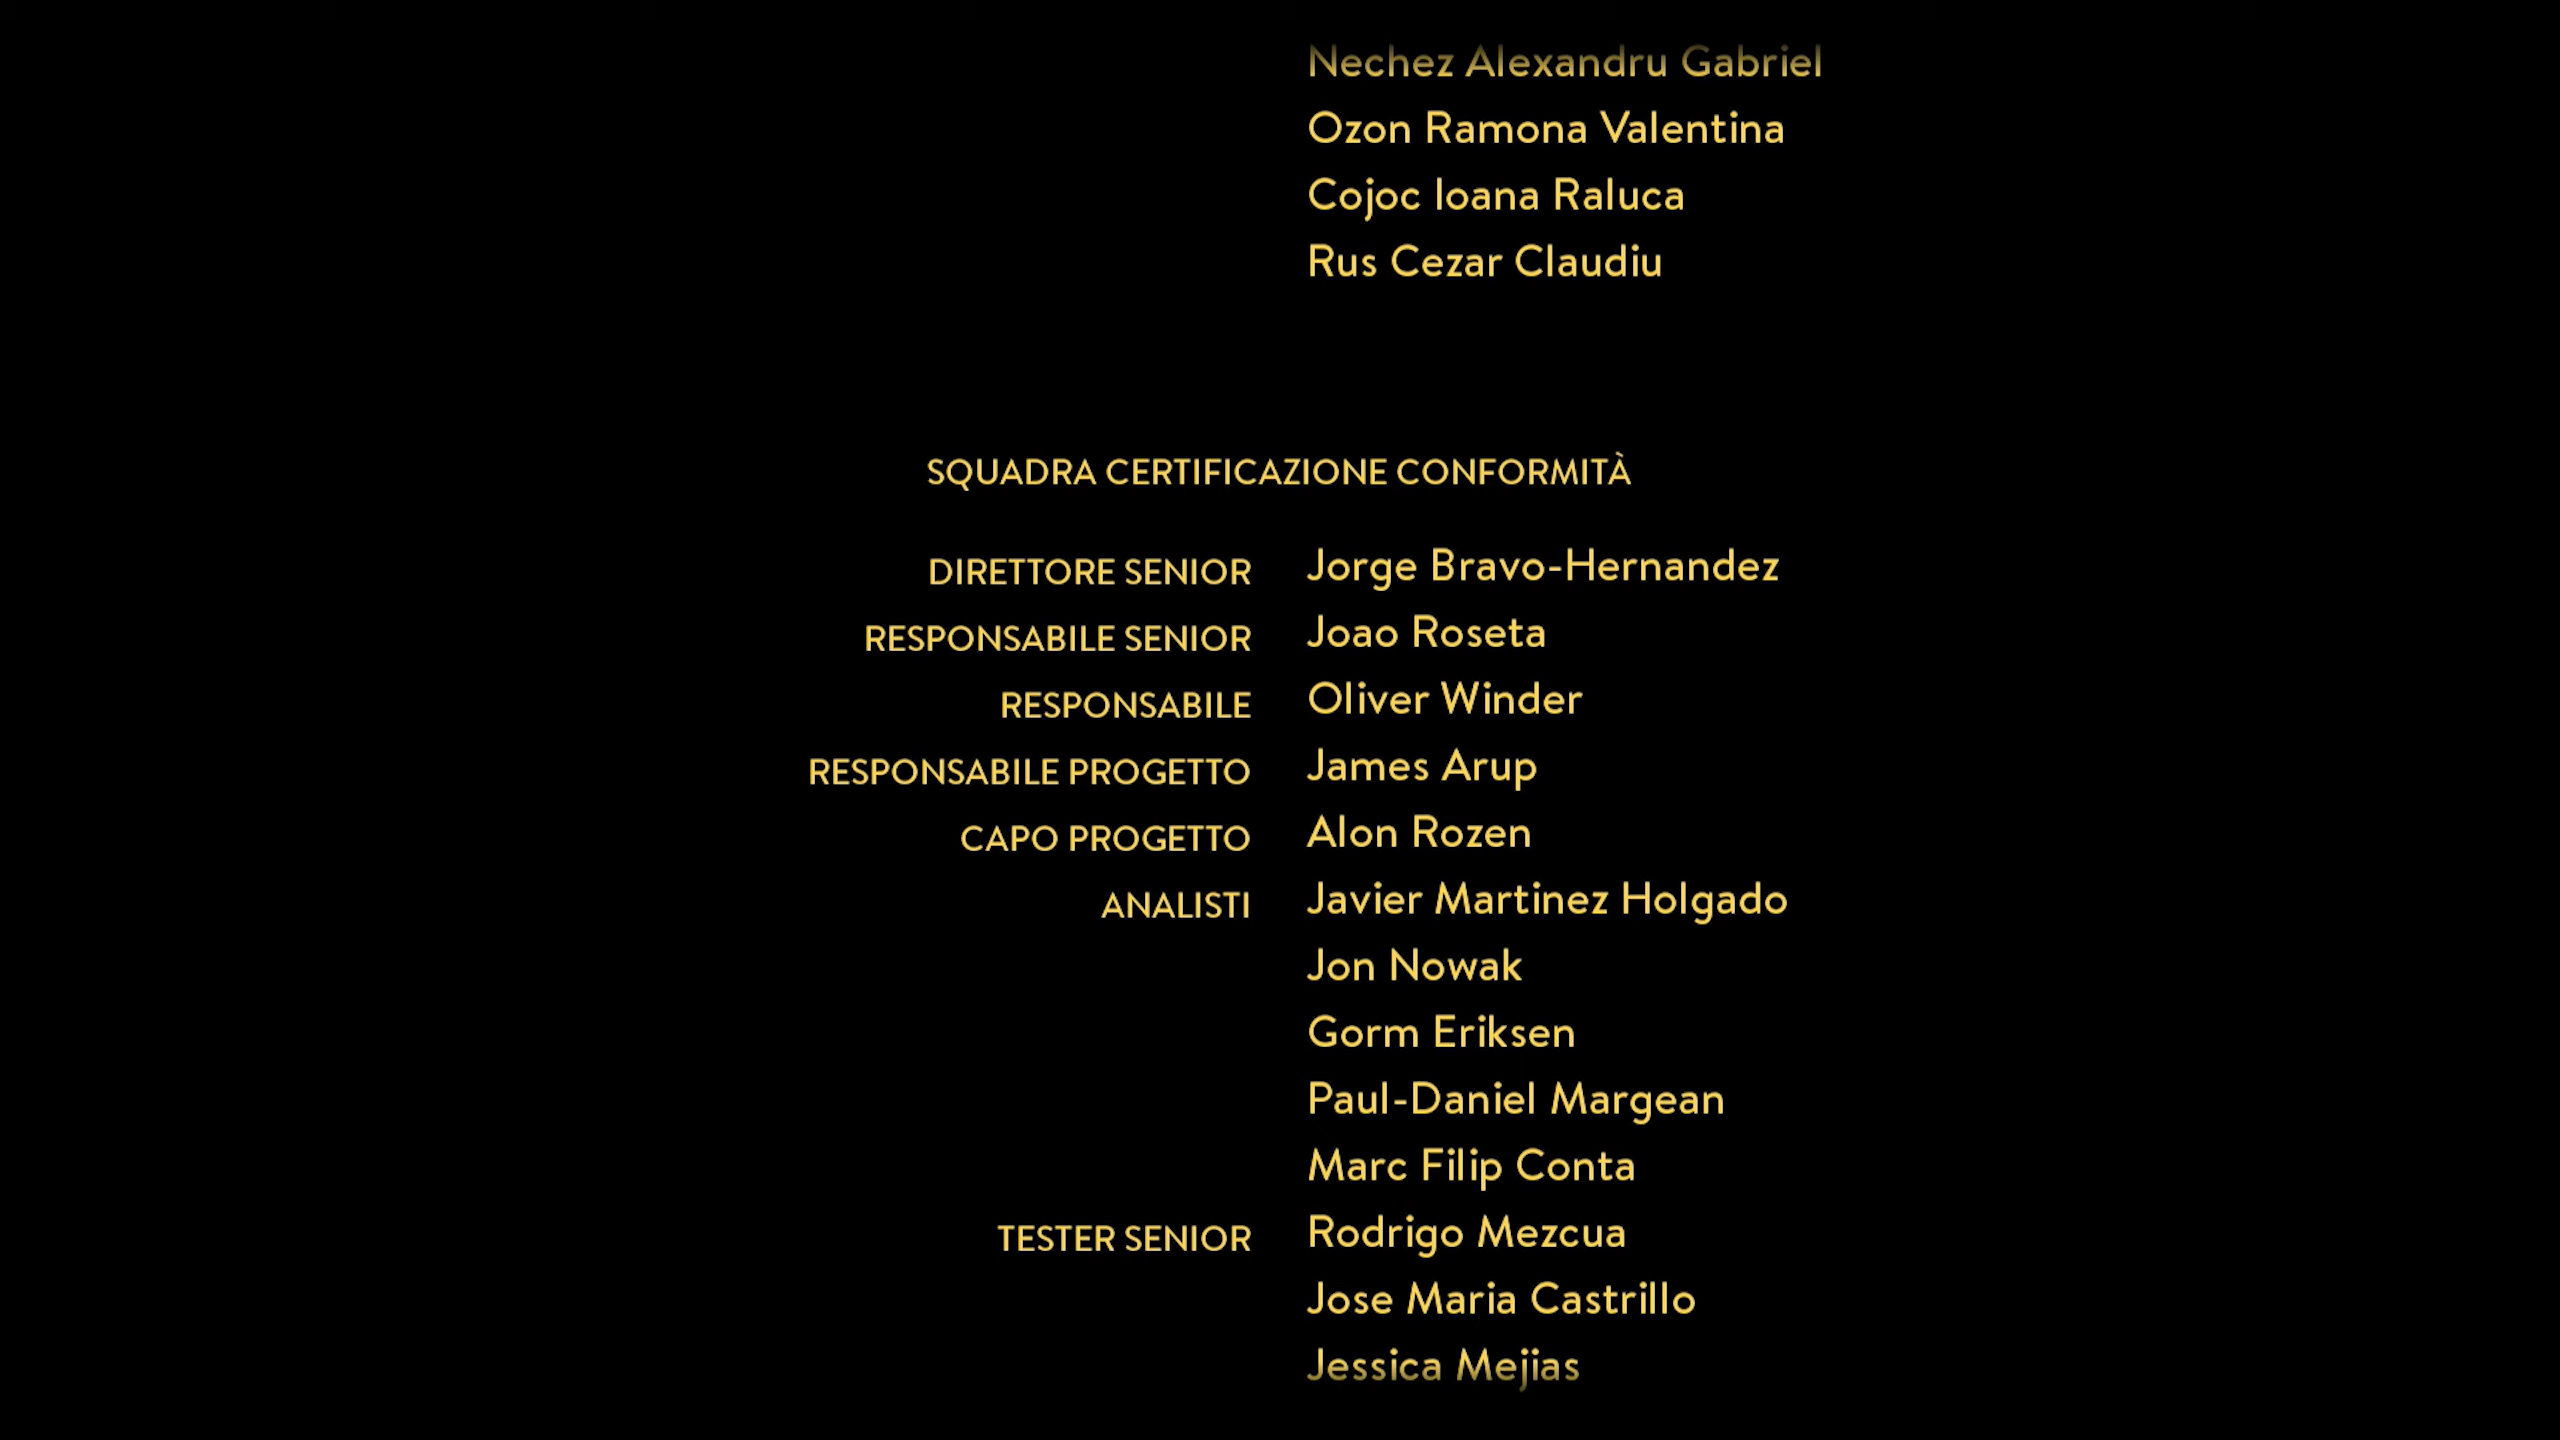 Nechez Alexandru Gabriel
Ozon Ramona Valentina
Cojoc Ioana Raluca
Rus Cezar Claudiu
SQUADRA CERTIFICAZIONE CONFORMITÀ
DIRETTORE SENIOR Jorge Bravo-Hernandez
RESPONSABILE SENIOR Joao Roseta
RESPONSABILE Oliver Winder
RESPONSABILE PROGETTO James Arup
CAPO PROGETTO Alon Rozen
ANALISTI Javier Martinez Holgado
Jon Nowak
Gorm Eriksen
Paul-Daniel Margean
Marc Filip Conta
TESTER SENIOR Rodrigo Mezcua
Jose Maria Castrillo
Jessica Mejias